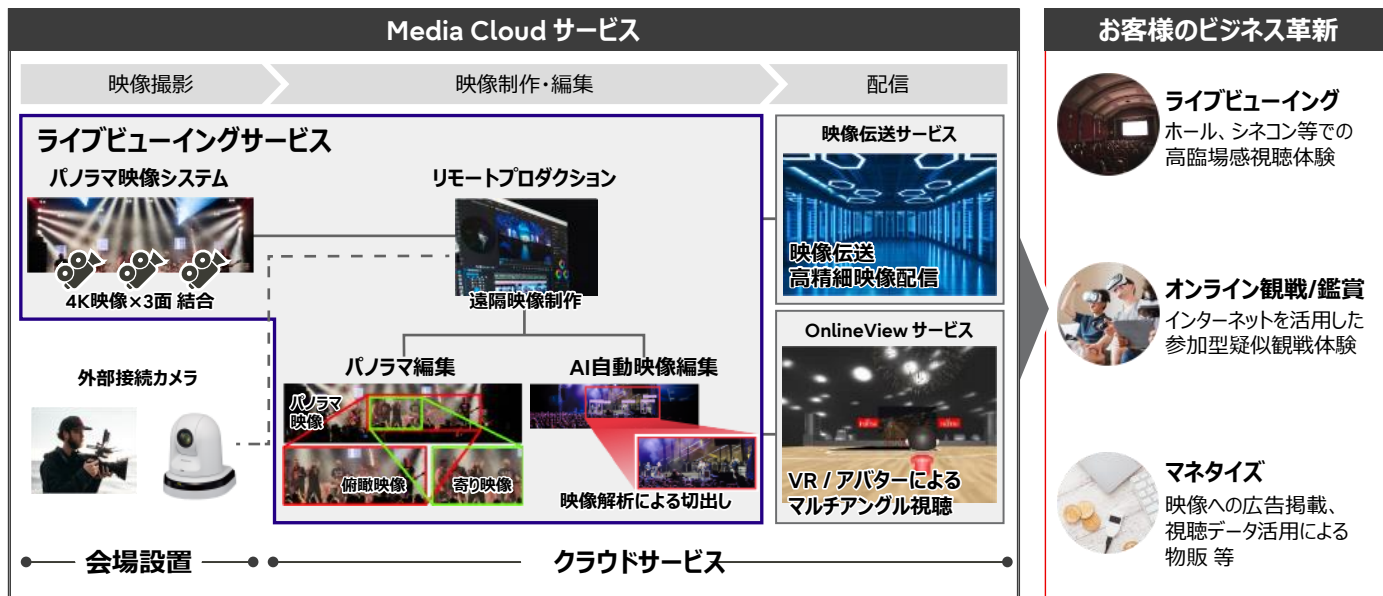 Media Cloud サービス
映像撮影
映像制作・編集
配信
ライブビューイングサービス
パノラマ映像システム
4K映像×3面 結合
リモートプロダクション
遠隔映像制作
外部接続カメラ
パノラマ編集
パノラマ
映像
俯瞰映像
寄り映像
AI自動映像編集
映像解析による切出し
映像伝送サービス
映像伝送
高精細映像配信
OnlineView サービス
FUJITSU
FUJITSU
VR / アバターによる
マルチアングル視聴
会場設置
クラウドサービス
お客様のビジネス革新
ライブビューイング
ホール、シネコン等での
高臨場感視聴体験
オンライン観戦/鑑賞
インターネットを活用した
参加型疑似観戦体験
マネタイズ
映像への広告掲載、
視聴データ活用による
物販 等